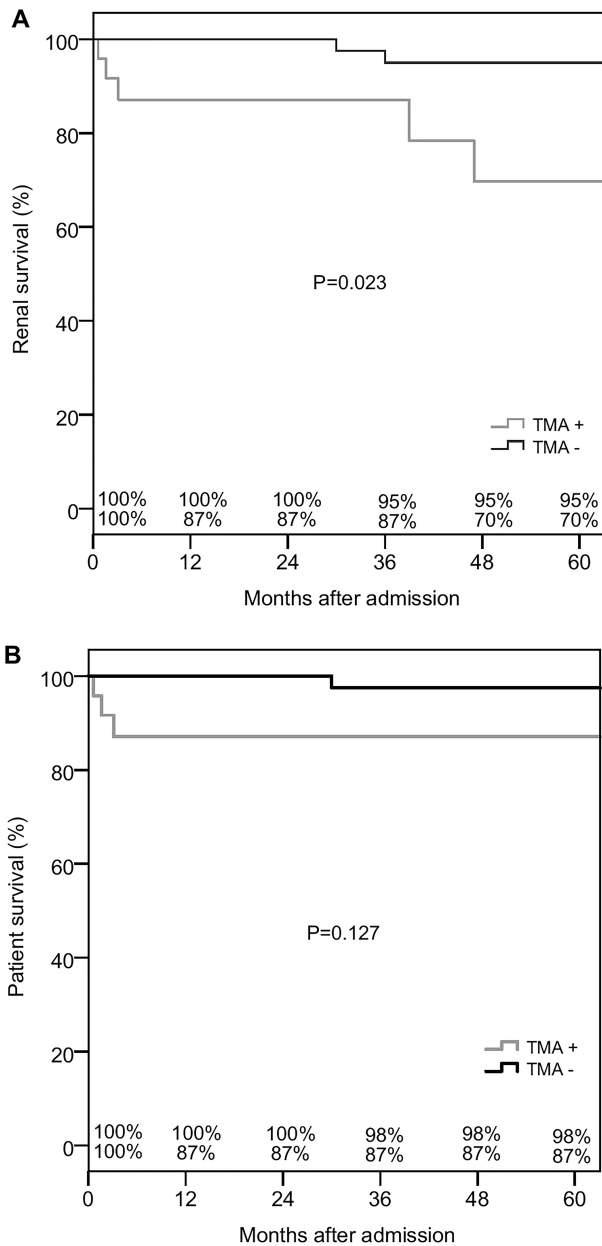 A
Renal survival (%)
100
80
60
40
20
0
P=0.023
TMA +
TMA -
100% 100% 100% 95% 95% 95%
100% 87% 87% 87% 70% 70%
0 12 24 36 48 60
Months after admission
B
Patient survival (%)
100
80
60
40
20
0
P=0.127
TMA +
TMA -
100% 100% 100% 98% 98% 98%
100% 87% 87% 87% 87% 87%
0 12 24 36 48 60
Months after admission